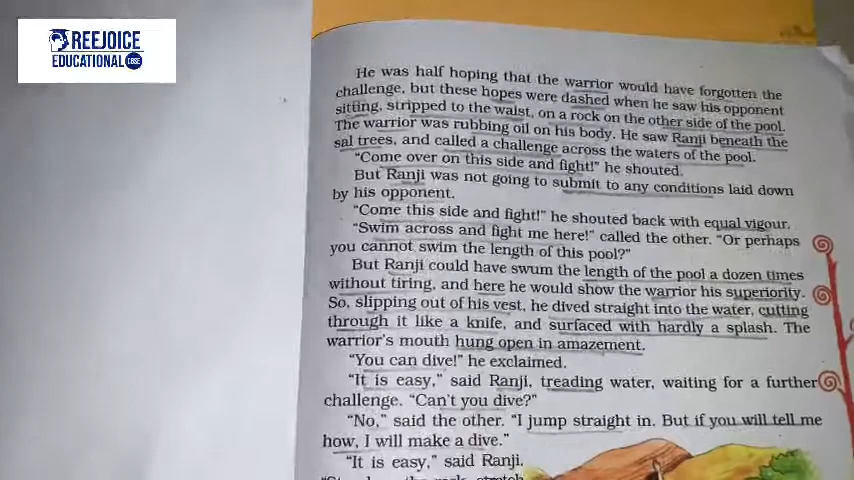 REEJOICE
EDUCATIONAL CBSE
He was half hoping that the warrior would have forgotten the
challenge, but these hopes were dashed when he saw his opponent
sitting, stripped to the waist, on a rock on the other side of the pool.
The warrior was rubbing oil on his body. He saw Ranji beneath the
sal trees, and called a challenge across the waters of the pool.
“Come over on this side and fight!” he shouted.
But Ranji was not going to submit to any conditions laid down
by his opponent.
“Come this side and fight!” he shouted back with equal vigour.
“Swim across and fight me here!” called the other. “Or perhaps
you cannot swim the length of this pool?”
But Ranji could have swum the length of the pool a dozen times
without tiring, and here he would show the warrior his superiority.
So, slipping out of his vest, he dived straight into the water, cutting
through it like a knife, and surfaced with hardly a splash. The
warrior’s mouth hung open in amazement.
“You can dive!” he exclaimed.
“It is easy,” said Ranji, treading water, waiting for a further
challenge. “Can’t you dive?”
“No,” said the other. “I jump straight in. But if you will tell me
how, I will make a dive.”
“It is easy,” said Ranji.